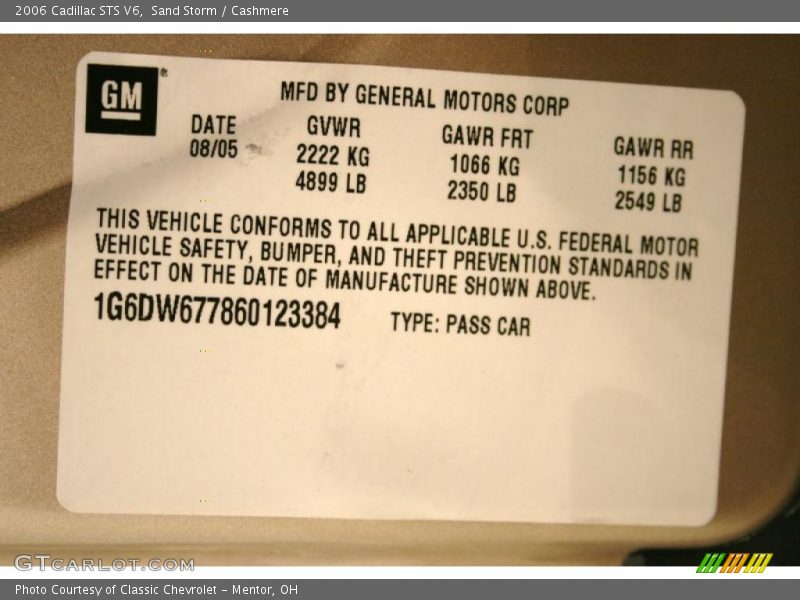 2006 Cadillac STS V6, Sand Storm / Cashmere
GM®
MFD BY GENERAL MOTORS CORP
DATE GVWR GAWR FRT GAWR RR
08/05 2222 KG 1066 KG 1156 KG
4899 LB 2350 LB 2549 LB
THIS VEHICLE CONFORMS TO ALL APPLICABLE U.S. FEDERAL MOTOR
VEHICLE SAFETY, BUMPER, AND THEFT PREVENTION STANDARDS IN
EFFECT ON THE DATE OF MANUFACTURE SHOWN ABOVE.
1G6DW677860123384 TYPE: PASS CAR
GTcarlot.com
Photo Courtesy of Classic Chevrolet - Mentor, OH